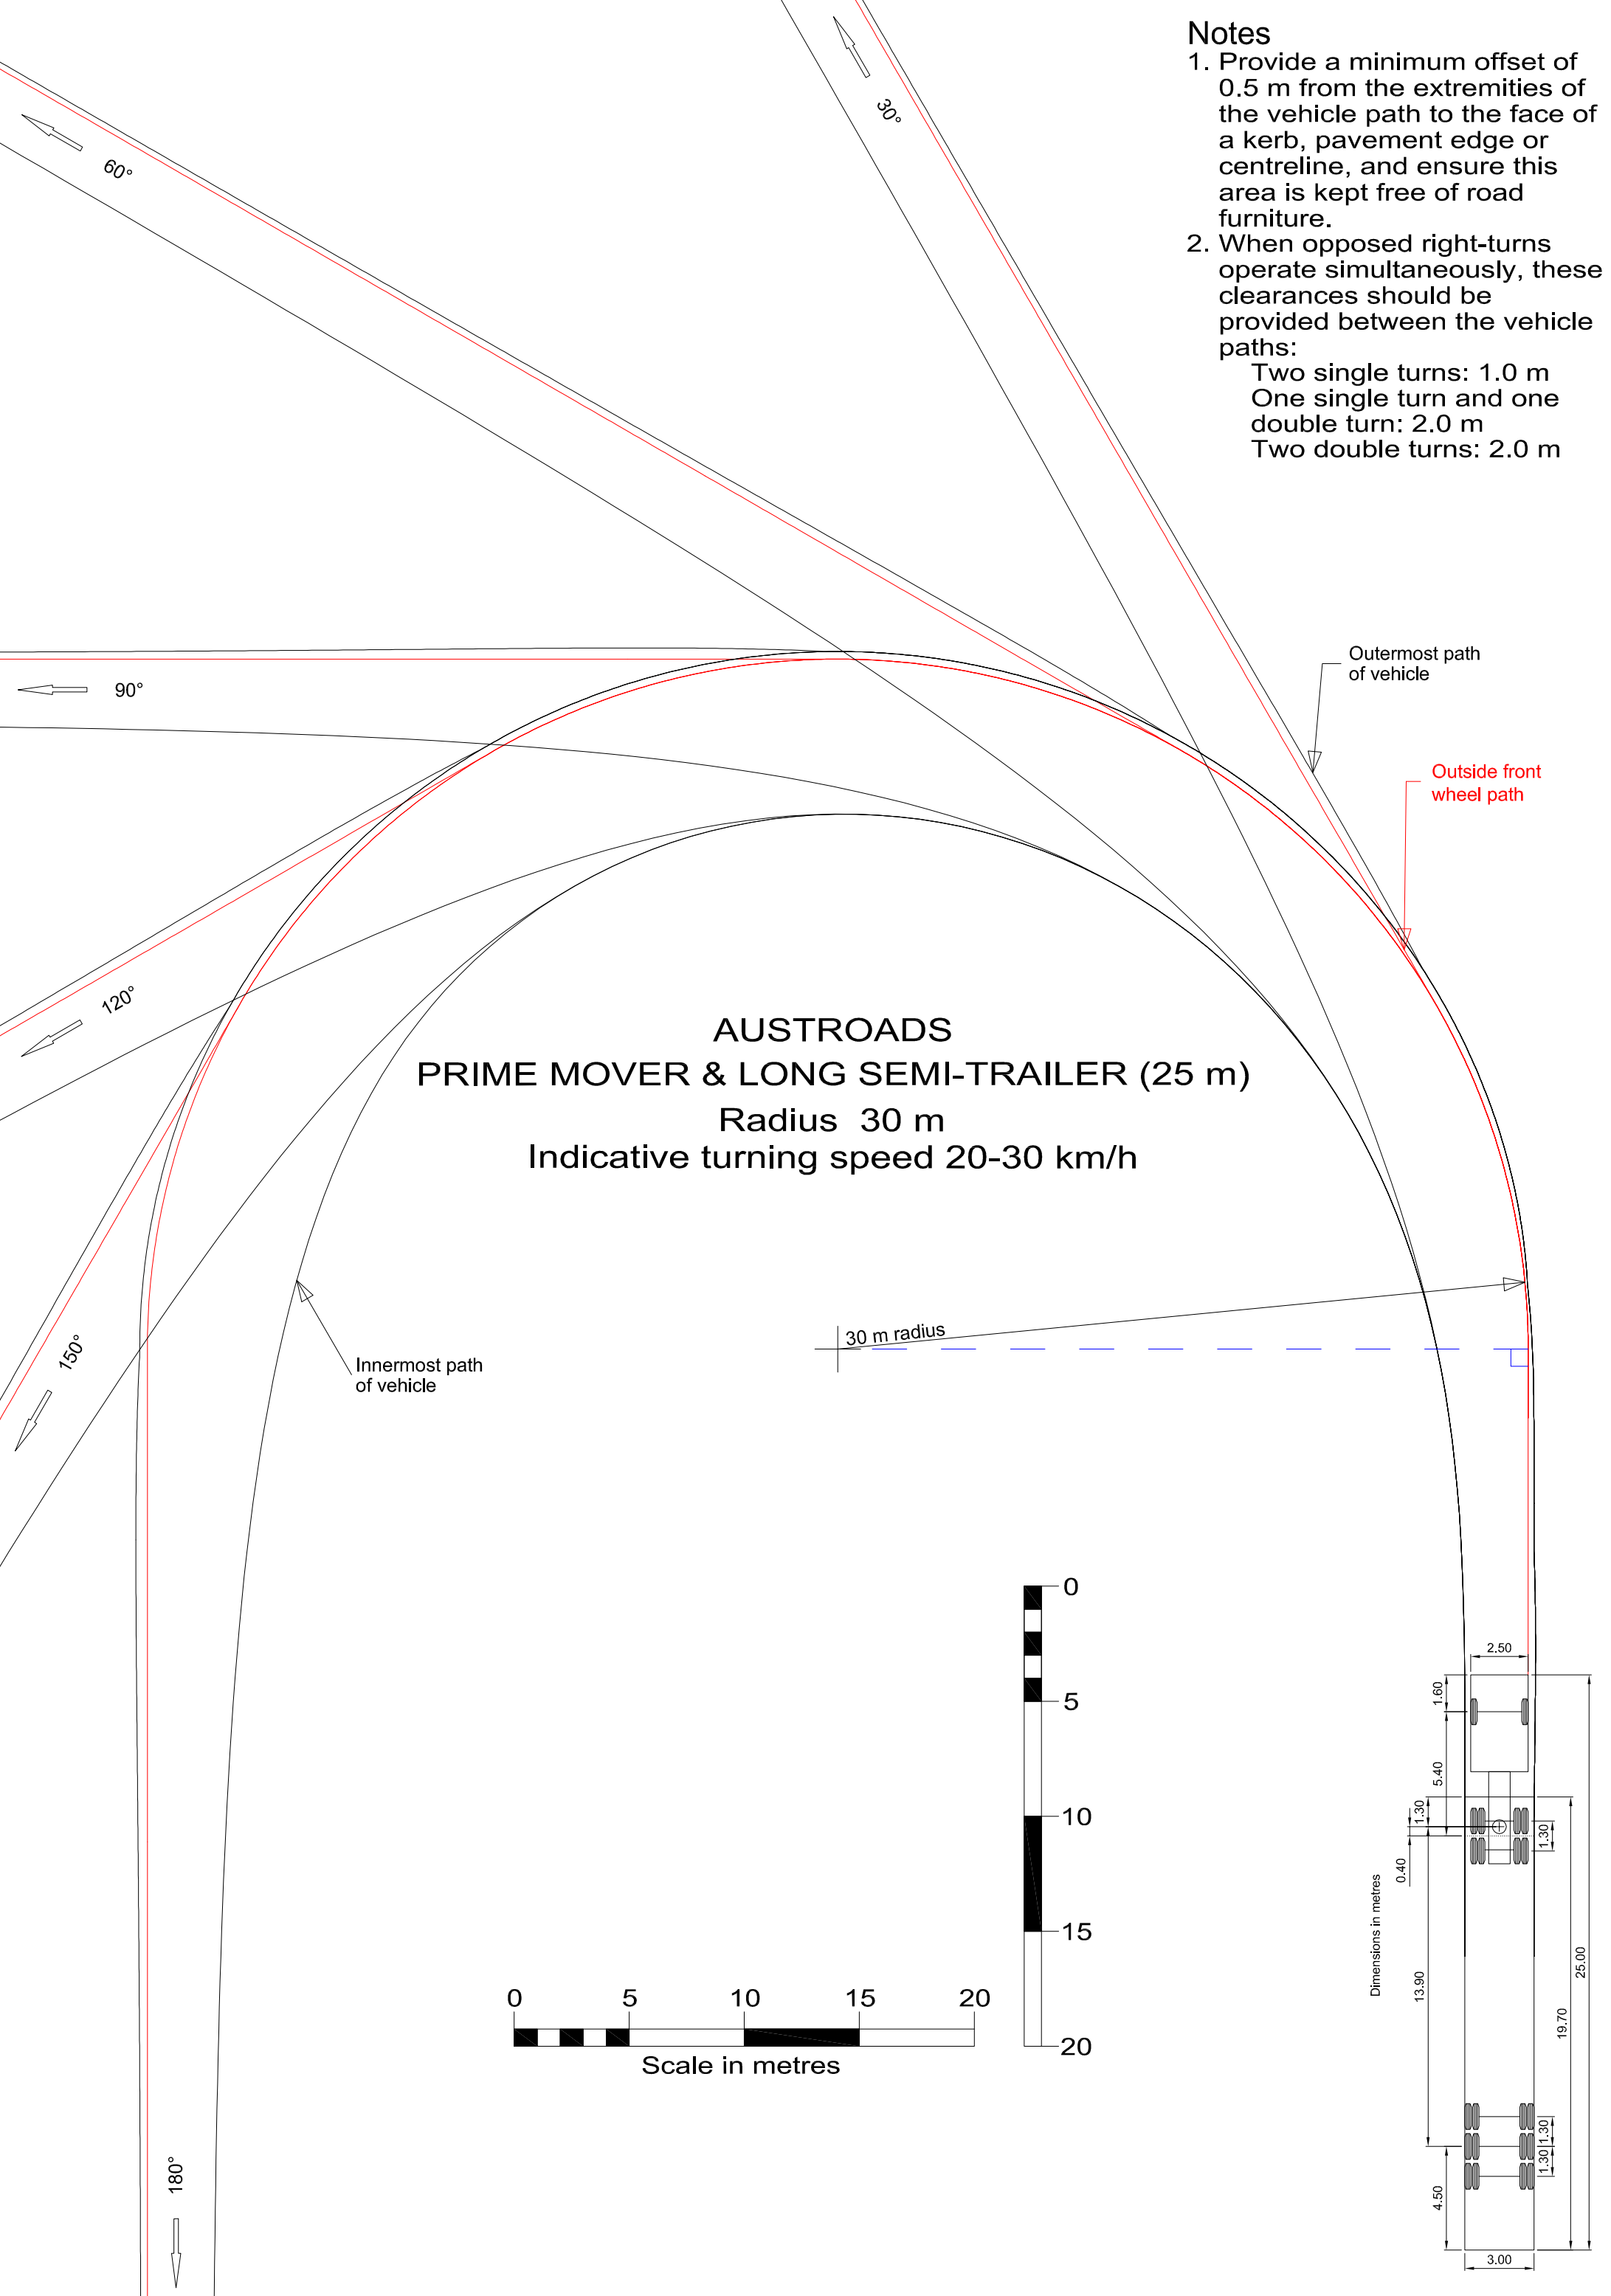 Notes
1. Provide a minimum offset of
0.5 m from the extremities of
the vehicle path to the face of
a kerb, pavement edge or
centreline, and ensure this
area is kept free of road
furniture.
2. When opposed right-turns
operate simultaneously, these
clearances should be
provided between the vehicle
paths:
Two single turns: 1.0 m
One single turn and one
double turn: 2.0 m
Two double turns: 2.0 m
30°
60°
90°
Outermost path
of vehicle
Outside front
wheel path
120°
AUSTROADS
PRIME MOVER & LONG SEMI-TRAILER (25 m)
Radius 30 m
Indicative turning speed 20-30 km/h
30 m radius
150°
Innermost path
of vehicle
0
5
10
15
20
0 5 10 15 20
Scale in metres
180°
2.50
1.60
5.40
1.30
1.30
0.40
Dimensions in metres
13.90
25.00
19.70
1.30
1.30
4.50
3.00